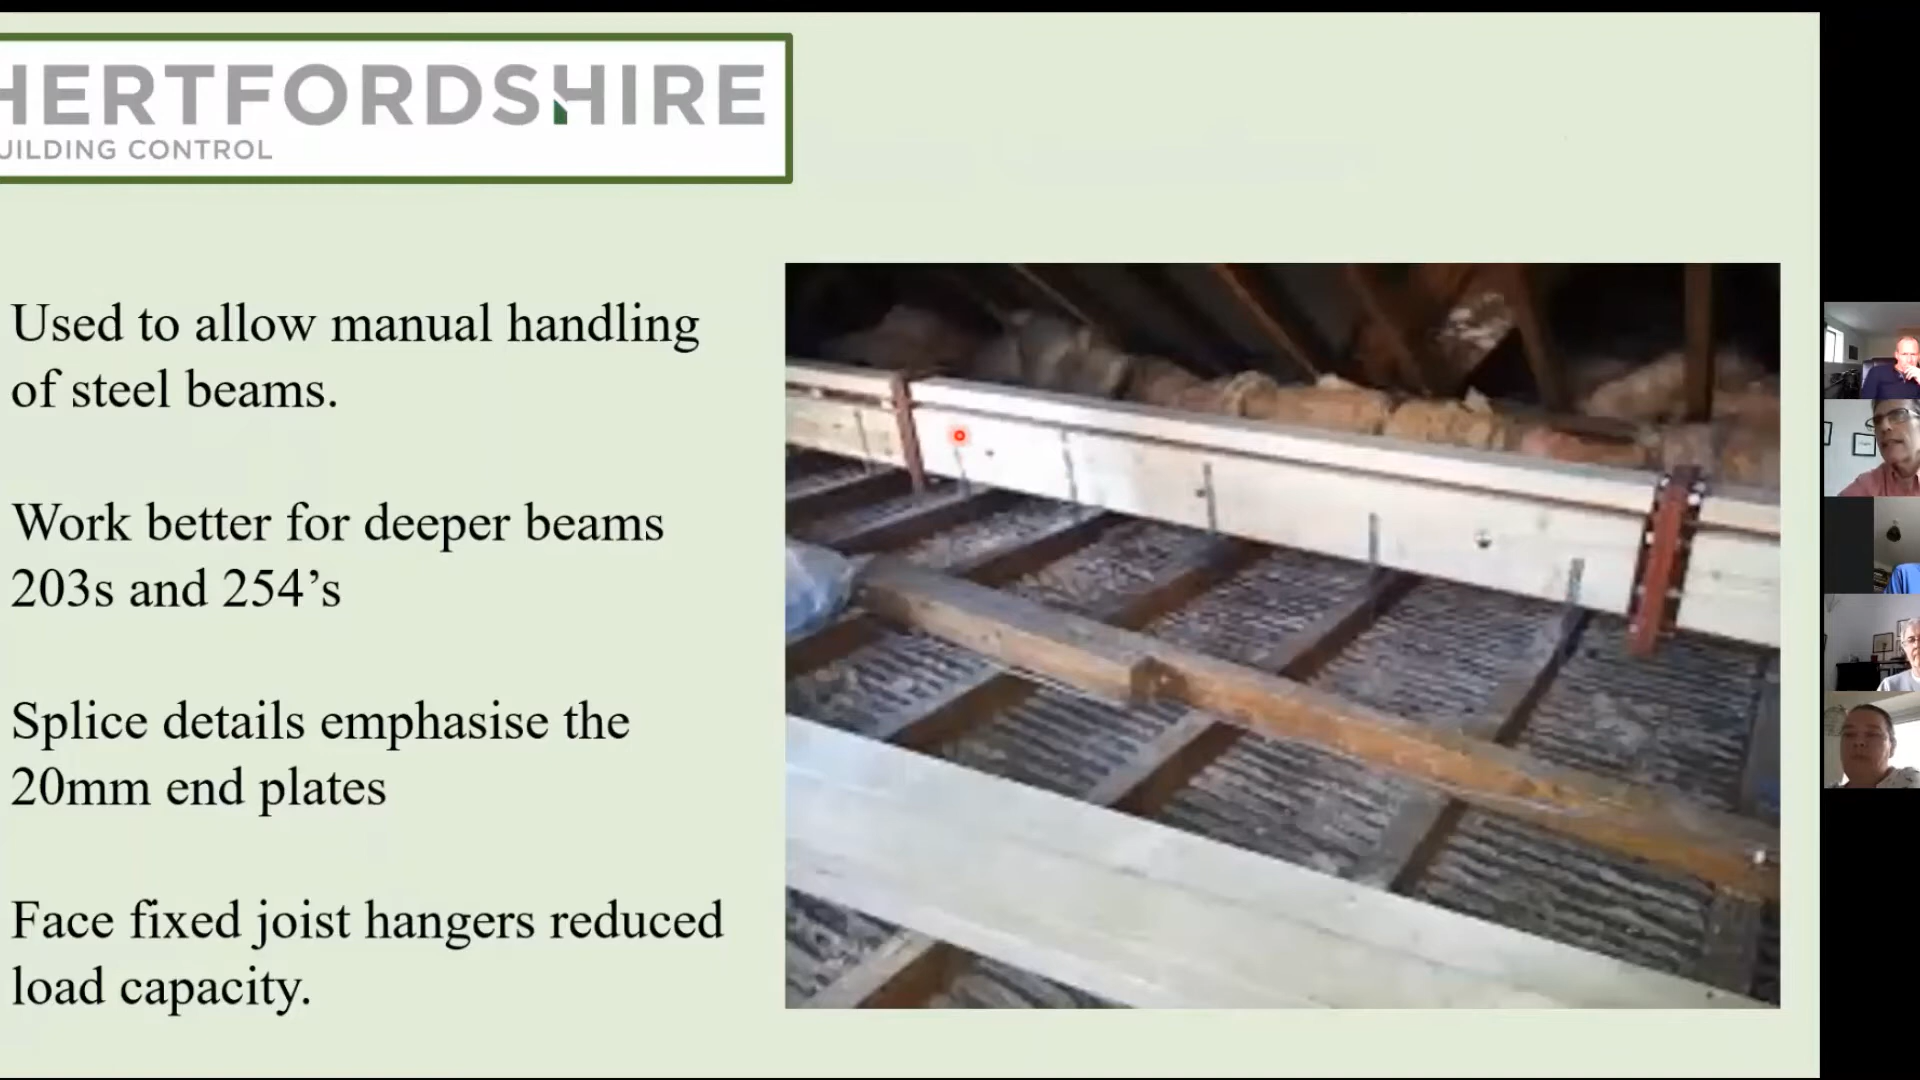 HERTFORDSHIRE
UILDING CONTROL
Used to allow manual handling
of steel beams.
Work better for deeper beams
203s and 254’s
Splice details emphasise the
20mm end plates
Face fixed joist hangers reduced
load capacity.